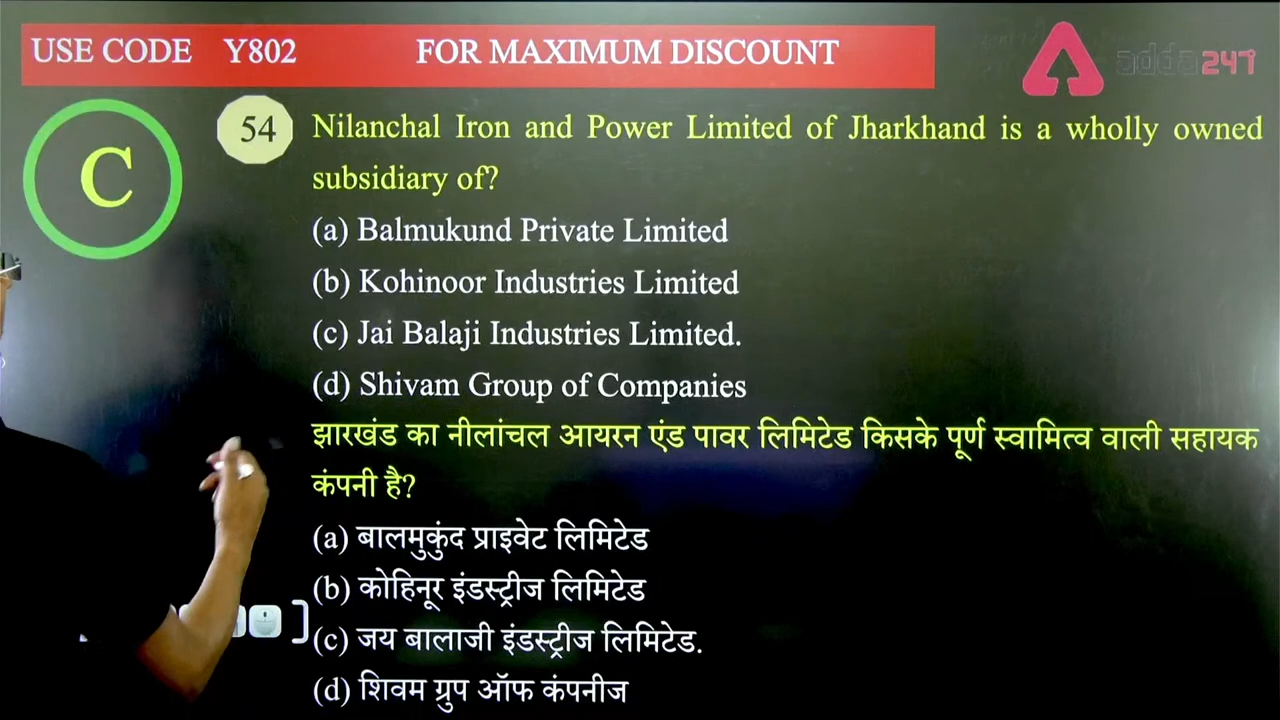 USE CODE Y802 FOR MAXIMUM DISCOUNT
adda247
C
54
Nilanchal Iron and Power Limited of Jharkhand is a wholly owned
subsidiary of?
(a) Balmukund Private Limited
(b) Kohinoor Industries Limited
(c) Jai Balaji Industries Limited.
(d) Shivam Group of Companies
झारखंड का नीलांचल आयरन एंड पावर लिमिटेड किसके पूर्ण स्वामित्व वाली सहायक
कंपनी है?
(a) बालमुकुंद प्राइवेट लिमिटेड
(b) कोहिनूर इंडस्ट्रीज लिमिटेड
(c) जय बालाजी इंडस्ट्रीज लिमिटेड.
(d) शिवम ग्रुप ऑफ कंपनीज